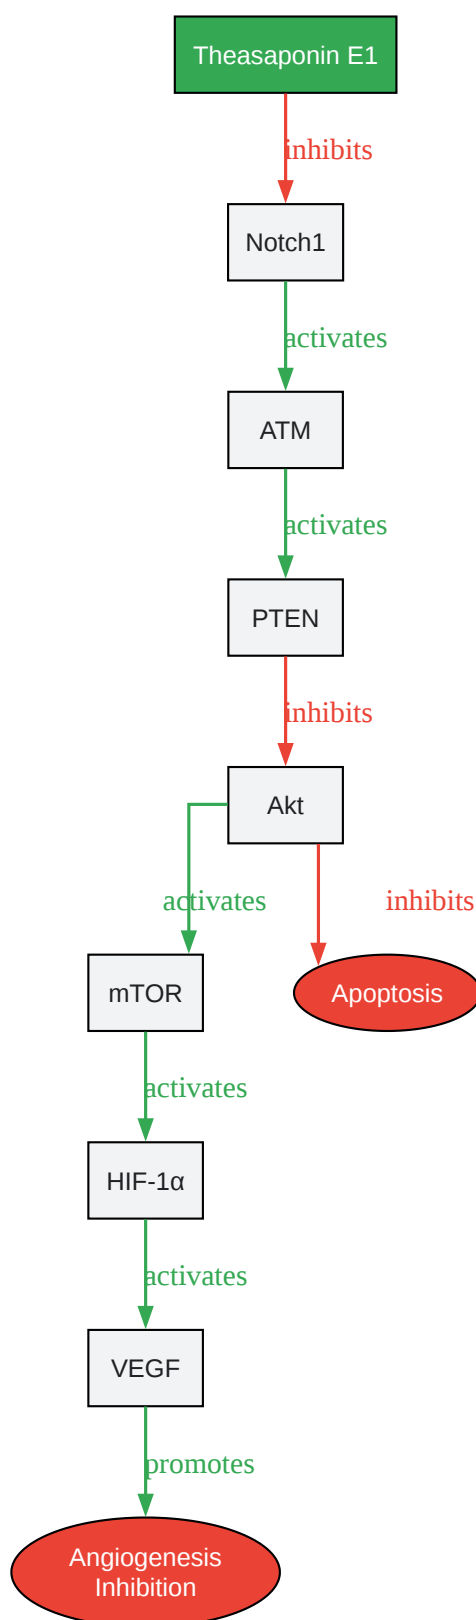 Theasaponin E1
inhibits
Notch1
activates
ATM
activates
PTEN
inhibits
Akt
activates
inhibits
mTOR
Apoptosis
activates
HIF-1α
activates
VEGF
promotes
Angiogenesis
Inhibition